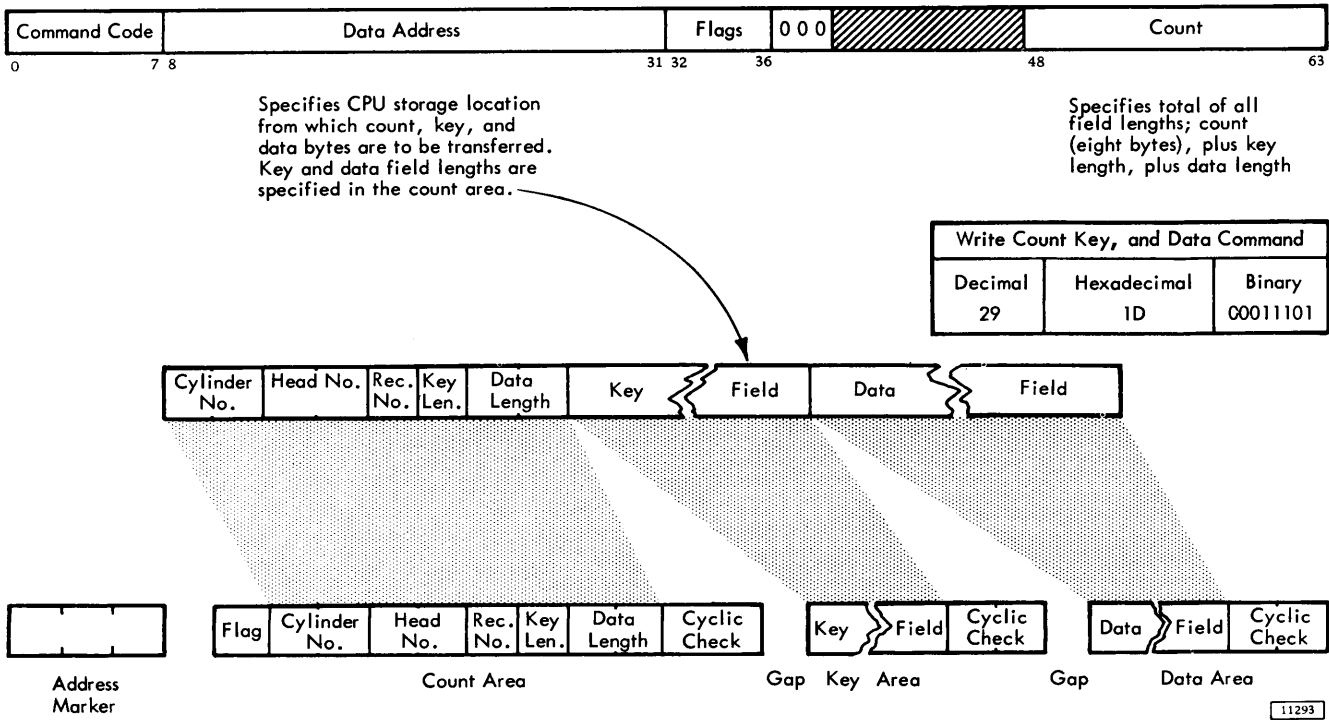 Command Code Data Address Flags 0 0 0 Count
0 7 8 31 32 36 48 63
Specifies CPU storage location
from which count, key, and
data bytes are to be transferred.
Key and data field lengths are
specified in the count area.
Specifies total of all
field lengths; count
(eight bytes), plus key
length, plus data length
Write Count Key, and Data Command
Decimal Hexadecimal Binary
29 1D 00011101
Cylinder No. Head No. Rec. No. Key Len. Data Length Key Field Data Field
Flag Cylinder No. Head No. Rec. No. Key Len. Data Length Cyclic Check Key Field Cyclic Check Data Field Cyclic Check
Address Marker Count Area Gap Key Area Gap Data Area
11293